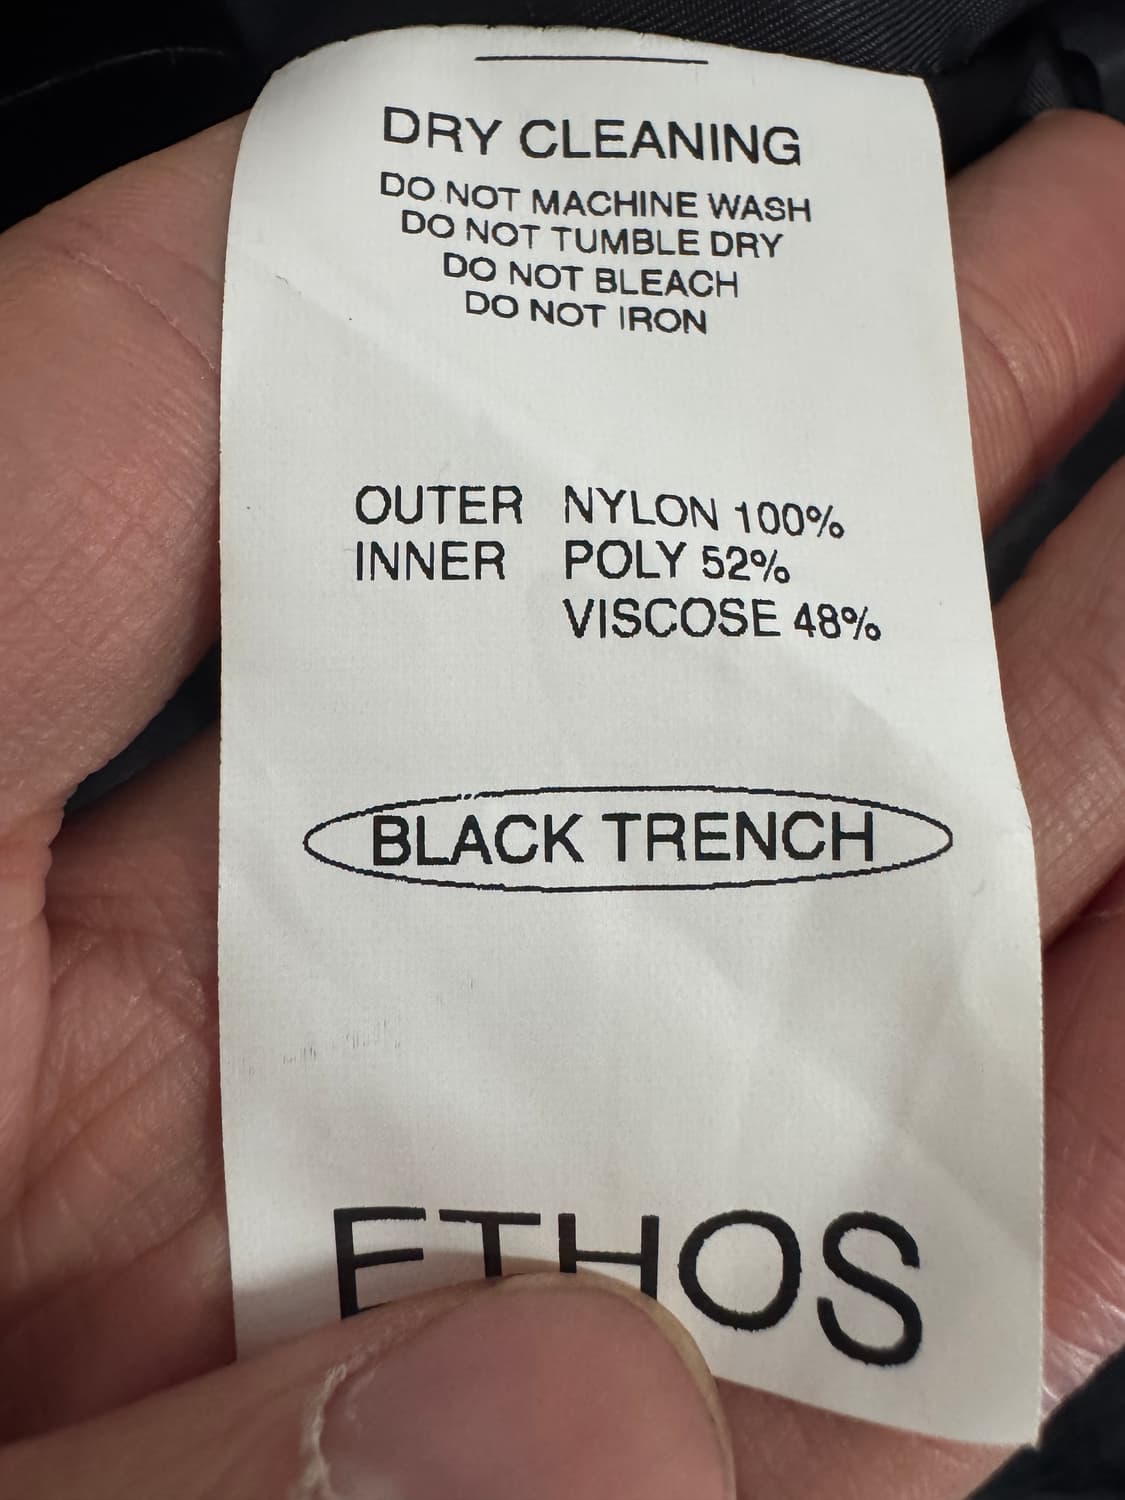 DRY CLEANING
DO NOT MACHINE WASH
DO NOT TUMBLE DRY
DO NOT BLEACH
DO NOT IRON
OUTER NYLON 100%
INNER POLY 52%
VISCOSE 48%
BLACK TRENCH
ETHOS